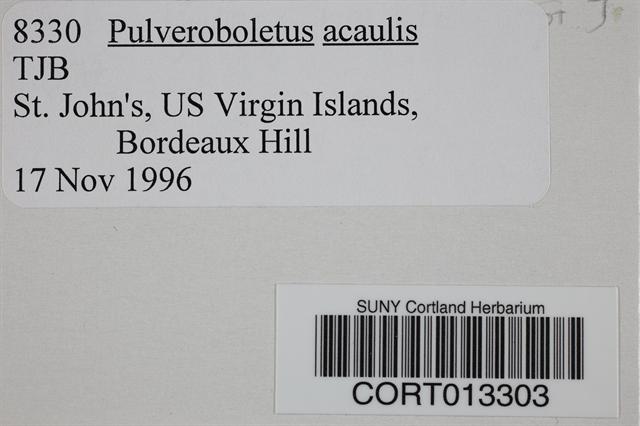 8330 Pulveroboletus acaulis
TJB
St. John's, US Virgin Islands,
Bordeaux Hill
17 Nov 1996
SUNY Cortland Herbarium
CORT013303